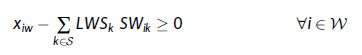 x_{iw} − ∑_{k∈𝒮} LWS_k SW_{ik} ≥ 0 ∀i ∈ 𝒲